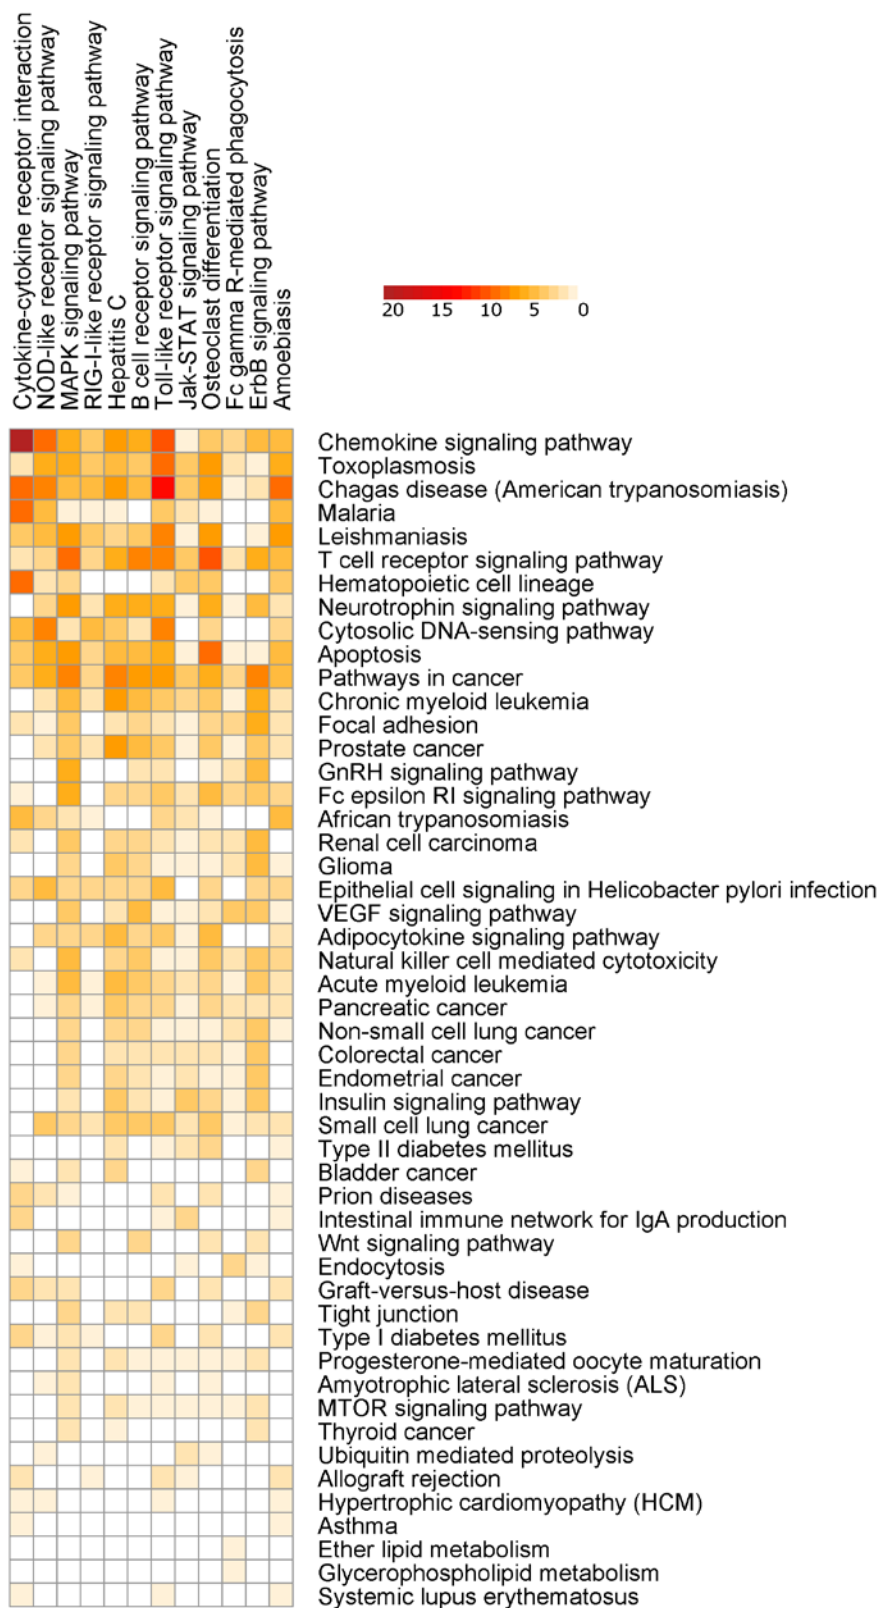 Cytokine-cytokine receptor interaction
NOD-like receptor signaling pathway
MAPK signaling pathway
RIG-I-like receptor signaling pathway
Hepatitis C
B cell receptor signaling pathway
Toll-like receptor signaling pathway
Jak-STAT signaling pathway
Osteoclast differentiation
Fc gamma R-mediated phagocytosis
ErbB signaling pathway
Amoebiasis
20 15 10 5 0
Chemokine signaling pathway
Toxoplasmosis
Chagas disease (American trypanosomiasis)
Malaria
Leishmaniasis
T cell receptor signaling pathway
Hematopoietic cell lineage
Neurotrophin signaling pathway
Cytosolic DNA-sensing pathway
Apoptosis
Pathways in cancer
Chronic myeloid leukemia
Focal adhesion
Prostate cancer
GnRH signaling pathway
Fc epsilon RI signaling pathway
African trypanosomiasis
Renal cell carcinoma
Glioma
Epithelial cell signaling in Helicobacter pylori infection
VEGF signaling pathway
Adipocytokine signaling pathway
Natural killer cell mediated cytotoxicity
Acute myeloid leukemia
Pancreatic cancer
Non-small cell lung cancer
Colorectal cancer
Endometrial cancer
Insulin signaling pathway
Small cell lung cancer
Type II diabetes mellitus
Bladder cancer
Prion diseases
Intestinal immune network for IgA production
Wnt signaling pathway
Endocytosis
Graft-versus-host disease
Tight junction
Type I diabetes mellitus
Progesterone-mediated oocyte maturation
Amyotrophic lateral sclerosis (ALS)
MTOR signaling pathway
Thyroid cancer
Ubiquitin mediated proteolysis
Allograft rejection
Hypertrophic cardiomyopathy (HCM)
Asthma
Ether lipid metabolism
Glycerophospholipid metabolism
Systemic lupus erythematosus